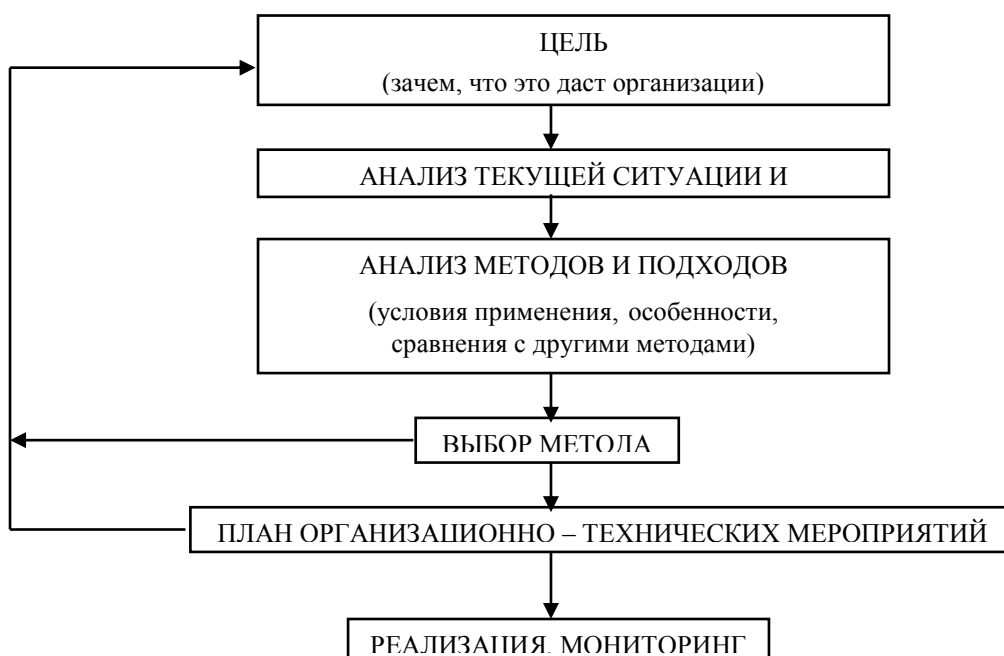 ЦЕЛЬ
(зачем, что это даст организации)
АНАЛИЗ ТЕКУЩЕЙ СИТУАЦИИ И
АНАЛИЗ МЕТОДОВ И ПОДХОДОВ
(условия применения, особенности,
сравнения с другими методами)
ВЫБОР МЕТОДА
ПЛАН ОРГАНИЗАЦИОННО – ТЕХНИЧЕСКИХ МЕРОПРИЯТИЙ
РЕАЛИЗАЦИЯ, МОНИТОРИНГ